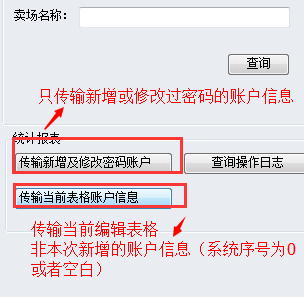 卖场名称：
查询
只传输新增或修改过密码的账户信息
统计报表
传输新增及修改密码账户
查询操作日志
传输当前表格账户信息
传输当前编辑表格
非本次新增的账户信息（系统序号为0
或者空白）